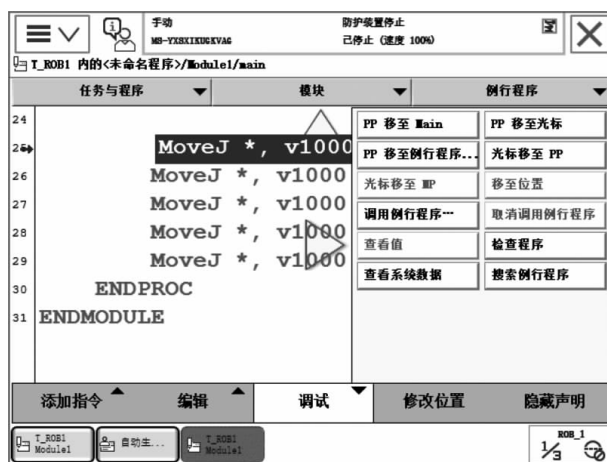 手动
防护装置停止
MS-YXSXIKUGKVAG
已停止 (速度 100%)
T_ROB1 内的<未命名程序>/Module1/main
任务与程序 模块 例行程序
24
25 MoveJ *, v1000
26 MoveJ *, v1000
27 MoveJ *, v1000
28 MoveJ *, v1000
29 MoveJ *, v1000
30 ENDPROC
31 ENDMODULE
PP 移至 Main PP 移至光标
PP 移至例行程序... 光标移至 PP
光标移至 MP 移至位置
调用例行程序… 取消调用例行程序
查看值 检查程序
查看系统数据 搜索例行程序
添加指令 编辑 调试 修改位置 隐藏声明
T_ROB1
Module1
自动生...
T_ROB1
Module1
ROB_1
1/3